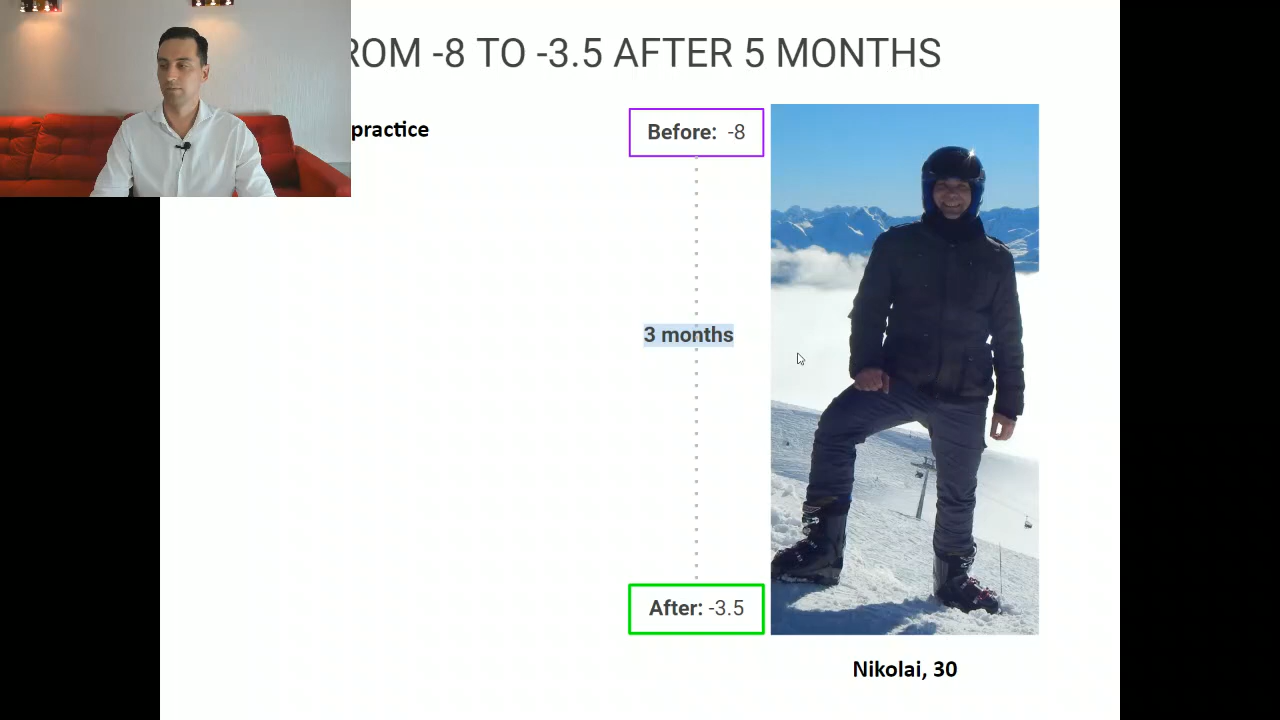 ROM -8 TO -3.5 AFTER 5 MONTHS
practice
Before: -8
3 months
After: -3.5
Nikolai, 30